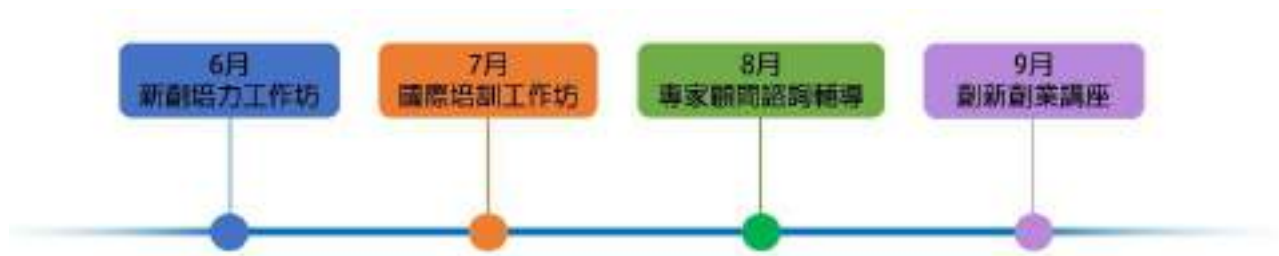 6月
新創培力工作坊
7月
國際培訓工作坊
8月
專家顧問諮詢輔導
9月
創新創業講座